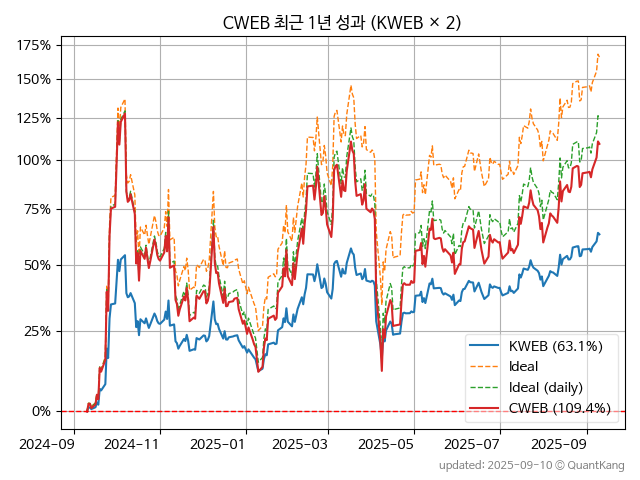 CWEB 최근 1년 성과 (KWEB × 2)
175%
150%
125%
100%
75%
50%
25%
0%
KWEB (63.1%)
Ideal
Ideal (daily)
CWEB (109.4%)
2024-09
2024-11
2025-01
2025-03
2025-05
2025-07
2025-09
updated: 2025-09-10 © QuantKang